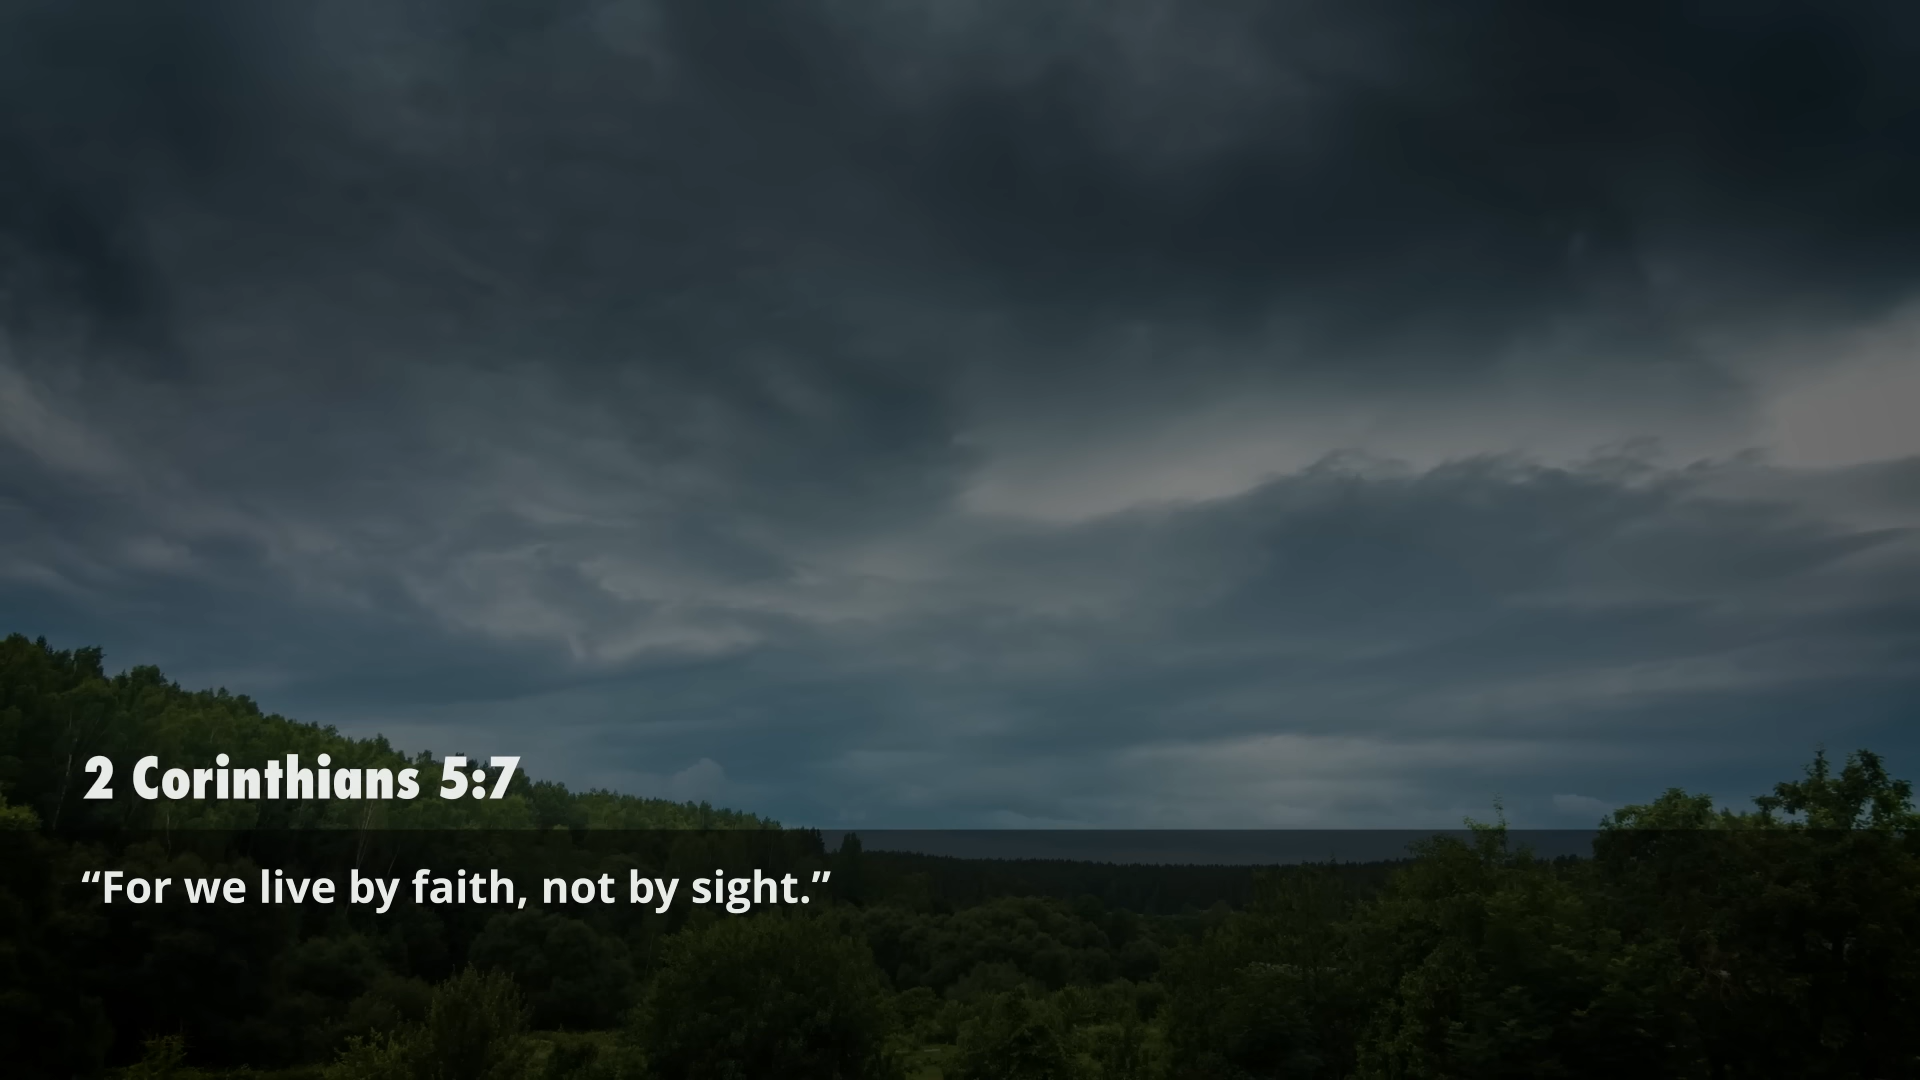 2 Corinthians 5:7
“For we live by faith, not by sight.”